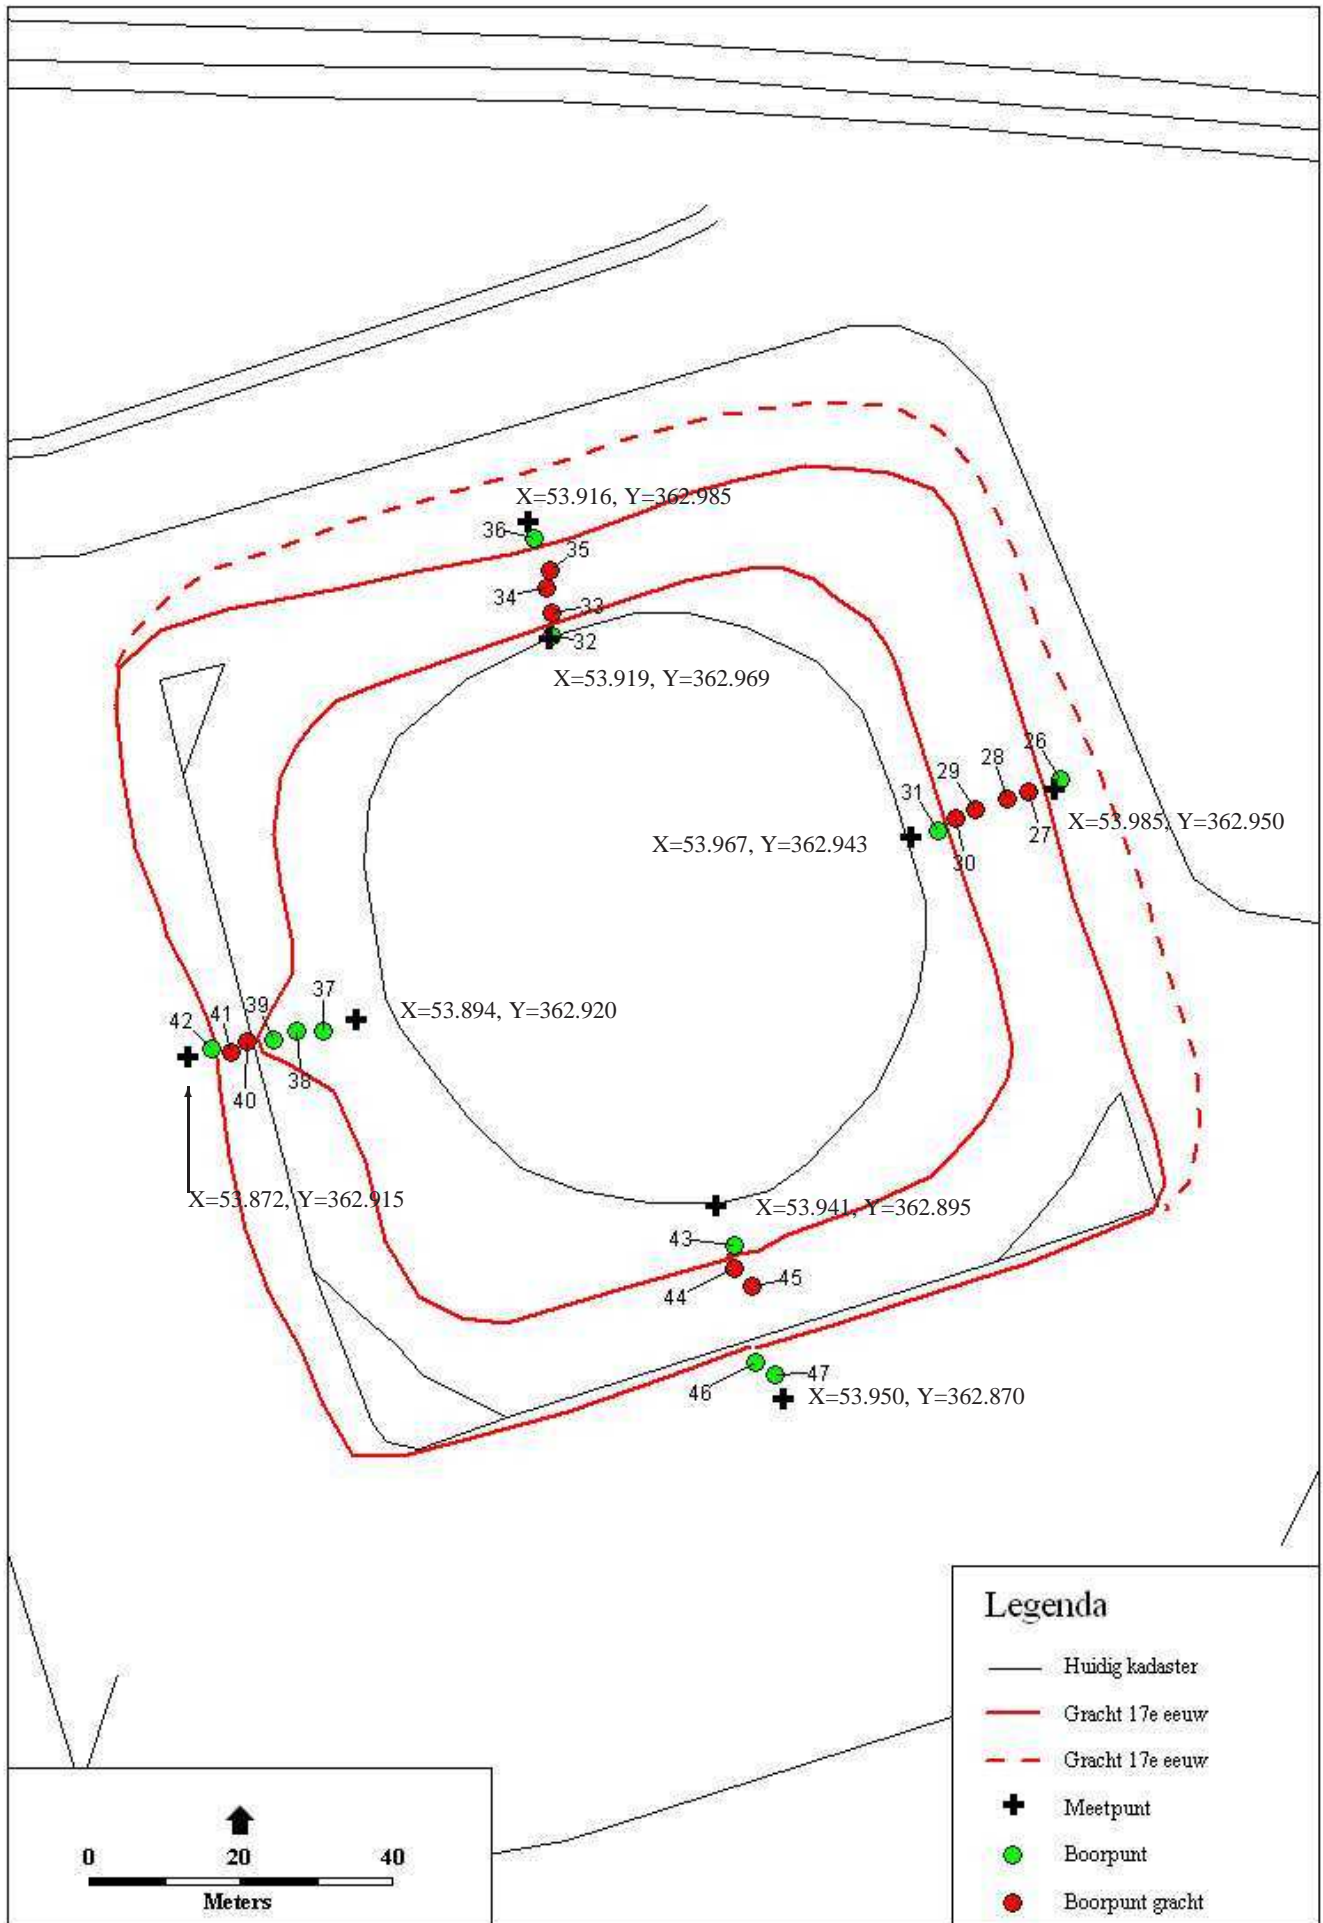 X=53.916, Y=362.985
36
35
34
33
32
X=53.919, Y=362.969
26
28
29
31
X=53.985, Y=362.950
27
X=53.967, Y=362.943
30
37
39
X=53.894, Y=362.920
41
42
38
40
X=53.872, Y=362.915
X=53.941, Y=362.895
43
45
44
47
46
X=53.950, Y=362.870
Legenda
Huidig kadaster
Gracht 17e eeuw
Gracht 17e eeuw
Meetpunt
Boorpunt
Boorpunt gracht
0 20 40
Meters